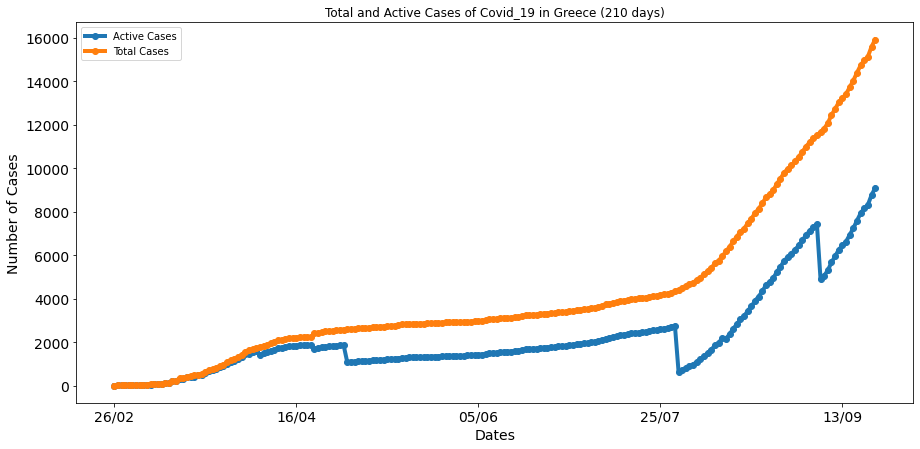 Total and Active Cases of Covid_19 in Greece (210 days)
Active Cases
Total Cases
16000
14000
12000
10000
8000
6000
4000
2000
0
Number of Cases
26/02 16/04 05/06 25/07 13/09
Dates